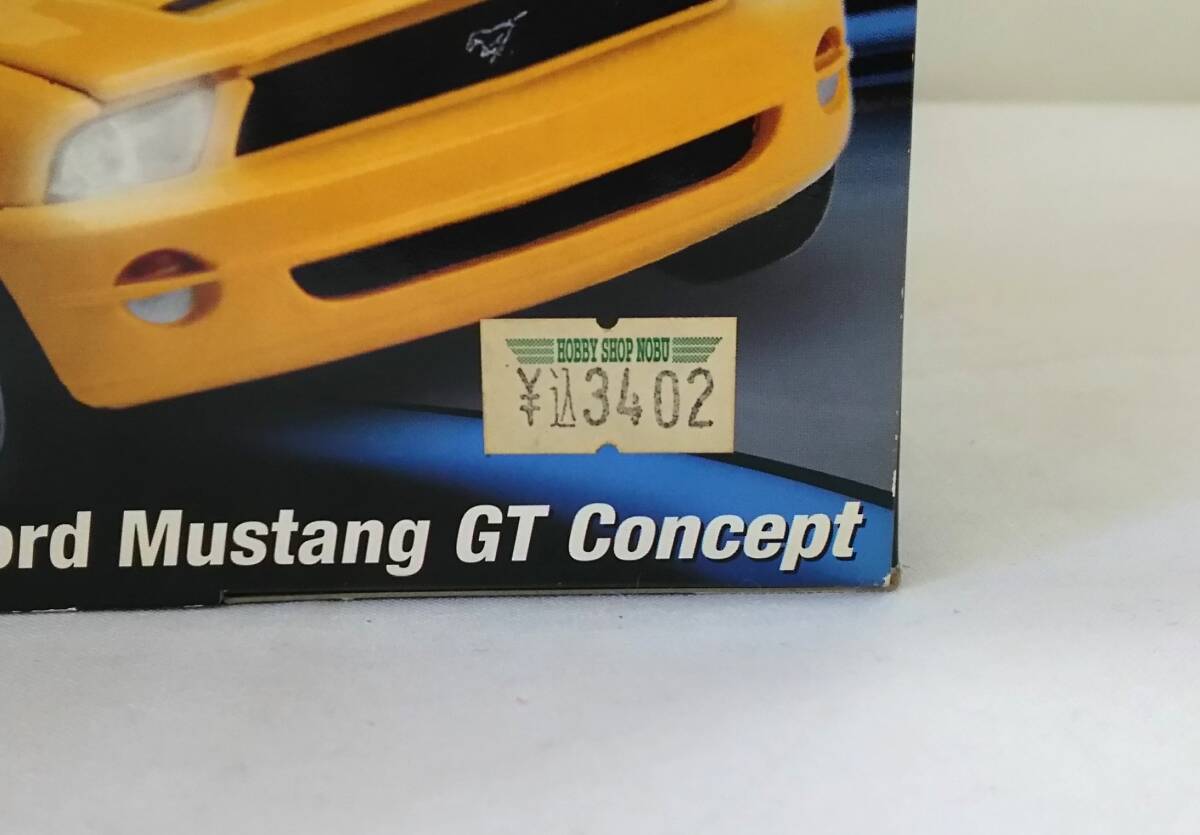 HOBBY SHOP NOBU
¥込3402
ord Mustang GT Concept